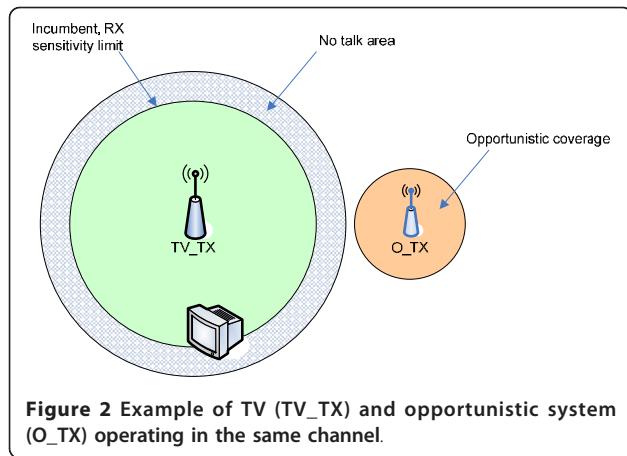 Incumbent, RX
sensitivity limit
No talk area
Opportunistic coverage
TV_TX
O_TX
Figure 2 Example of TV (TV_TX) and opportunistic system
(O_TX) operating in the same channel.